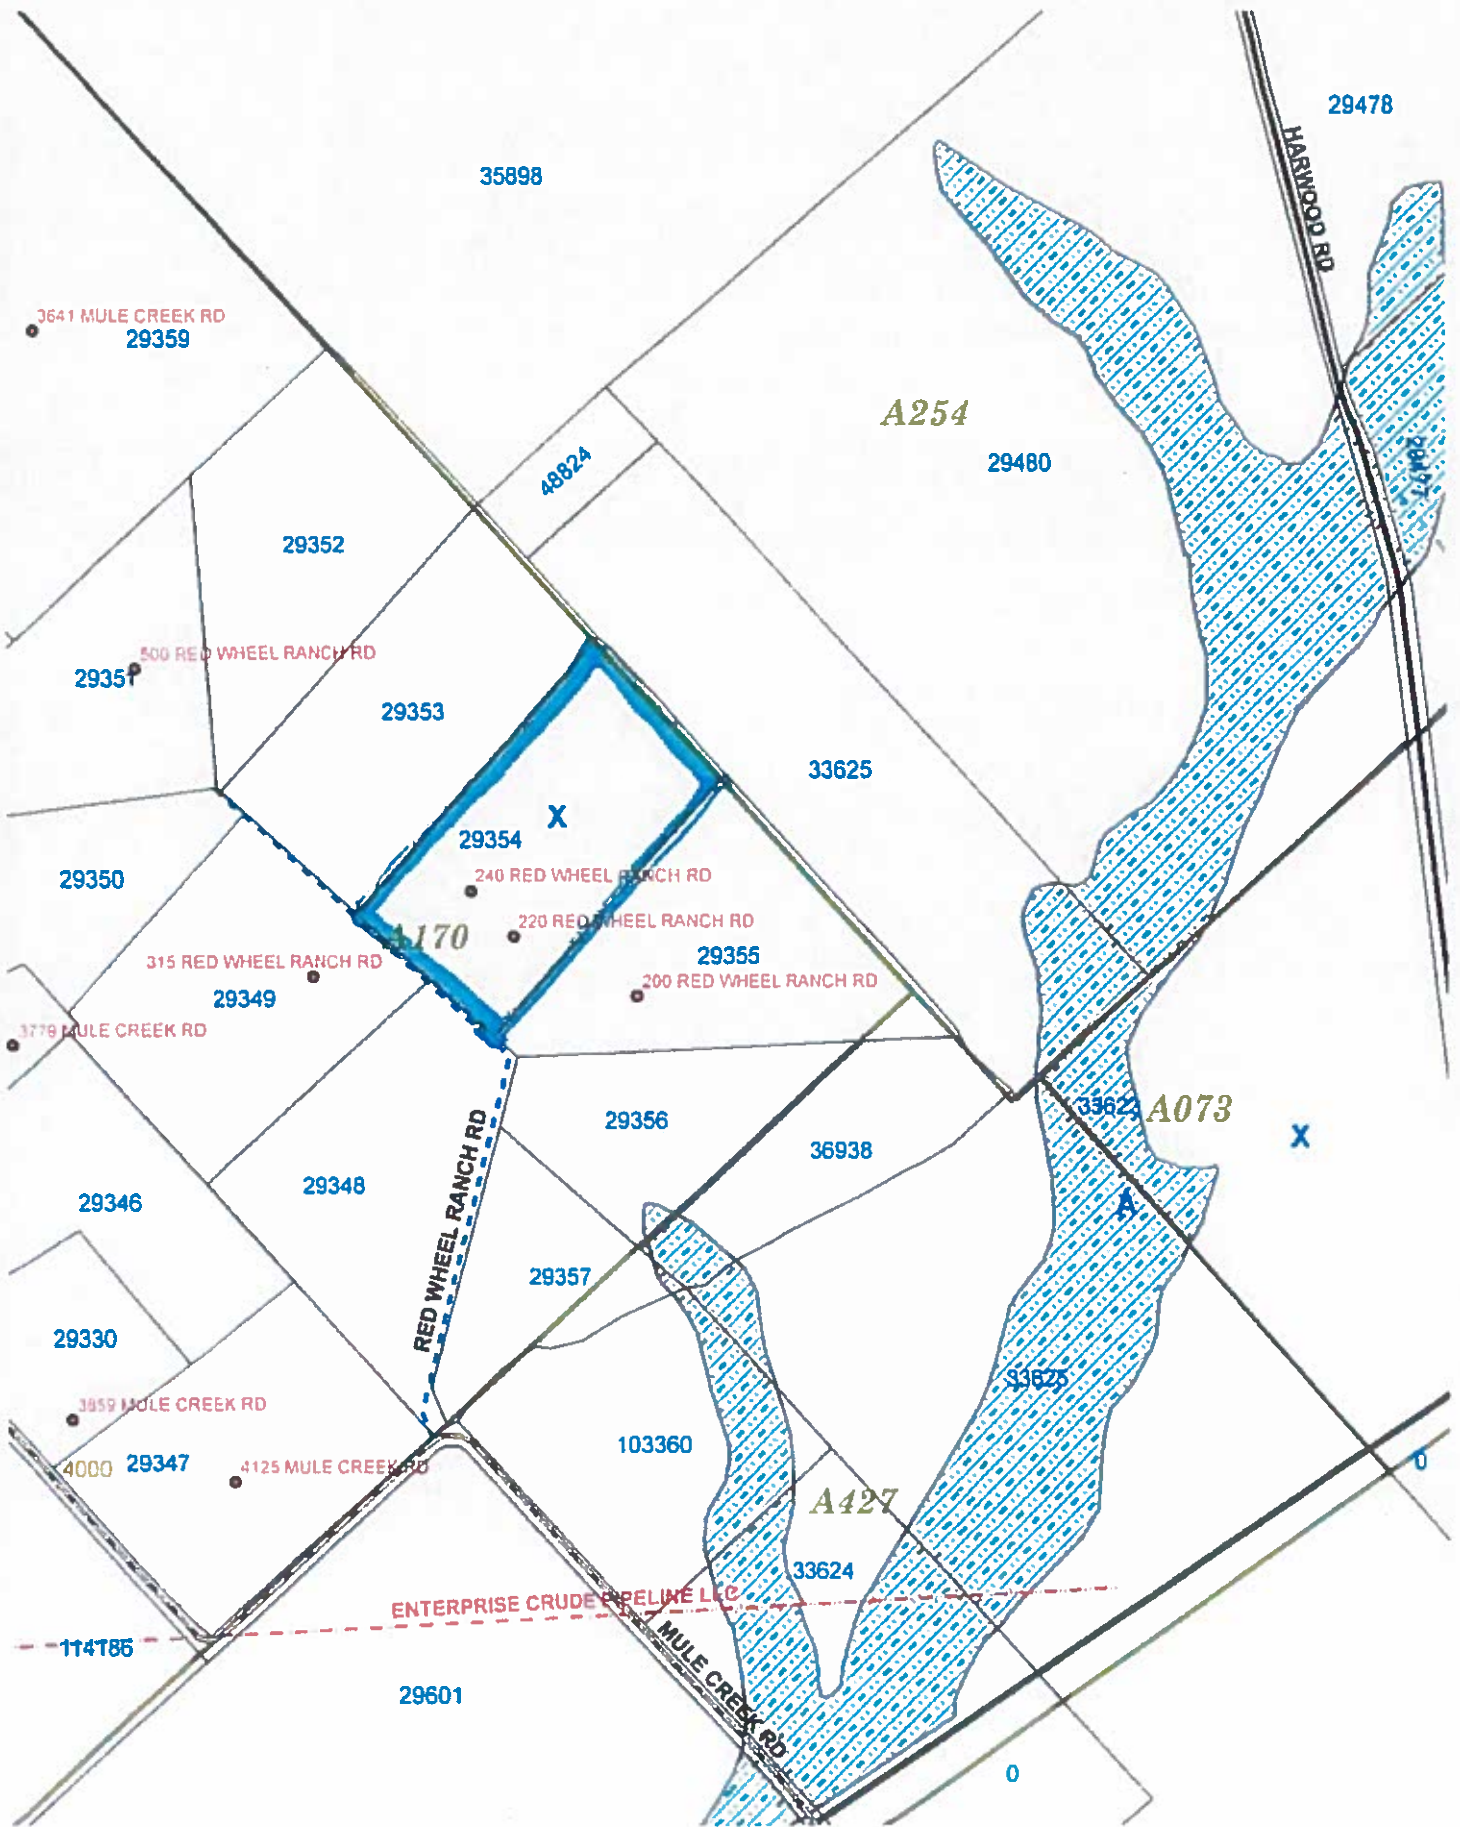 29478
HARWOOD RD
35898
3641 MULE CREEK RD
29359
A254
29480
48824
29352
500 RED WHEEL RANCH RD
29351
29353
33625
X
29354
240 RED WHEEL RANCH RD
29350
220 RED WHEEL RANCH RD
A170
29355
315 RED WHEEL RANCH RD
29349
200 RED WHEEL RANCH RD
3779 MULE CREEK RD
A073
29356
X
36938
29348
29346
A
RED WHEEL RANCH RD
29357
29330
33625
3859 MULE CREEK RD
103360
4000
29347
4125 MULE CREEK RD
0
A427
33624
ENTERPRISE CRUDE PIPELINE LLC
114186
MULE CREEK RD
29601
0